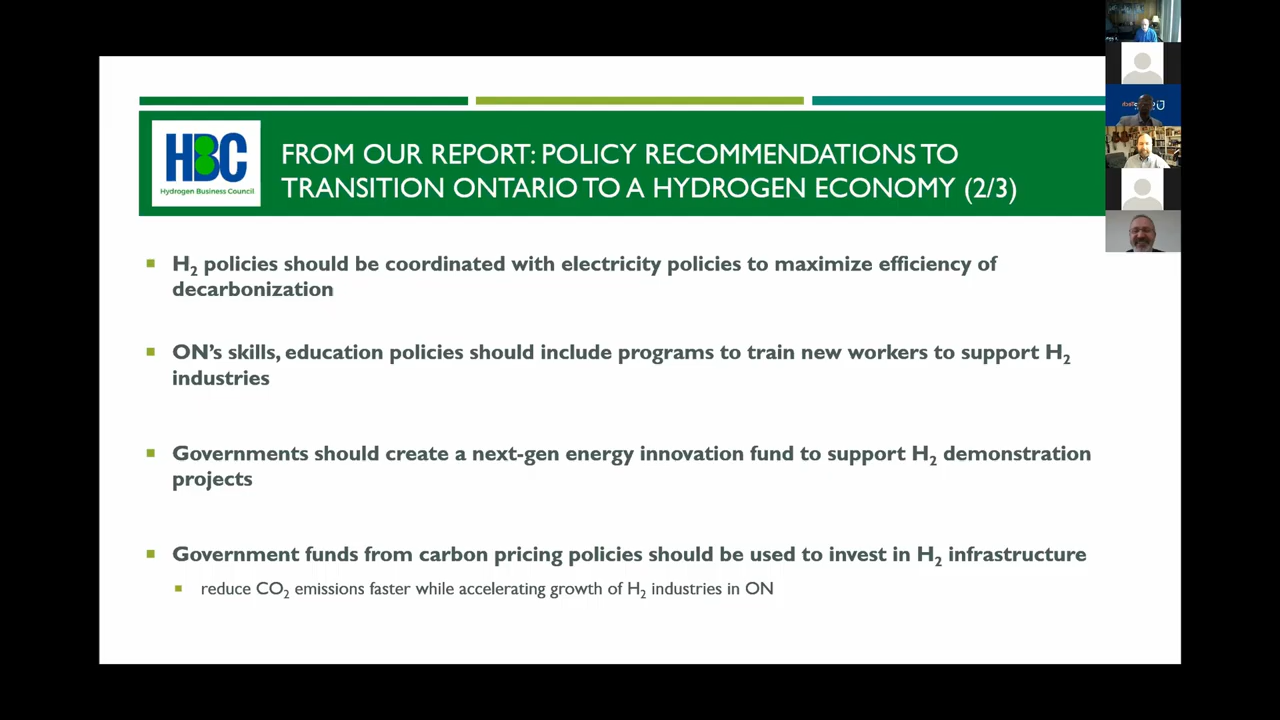 HBC
Hydrogen Business Council
FROM OUR REPORT: POLICY RECOMMENDATIONS TO
TRANSITION ONTARIO TO A HYDROGEN ECONOMY (2/3)
H₂ policies should be coordinated with electricity policies to maximize efficiency of
decarbonization
ON's skills, education policies should include programs to train new workers to support H₂
industries
Governments should create a next-gen energy innovation fund to support H₂ demonstration
projects
Government funds from carbon pricing policies should be used to invest in H₂ infrastructure
reduce CO₂ emissions faster while accelerating growth of H₂ industries in ON